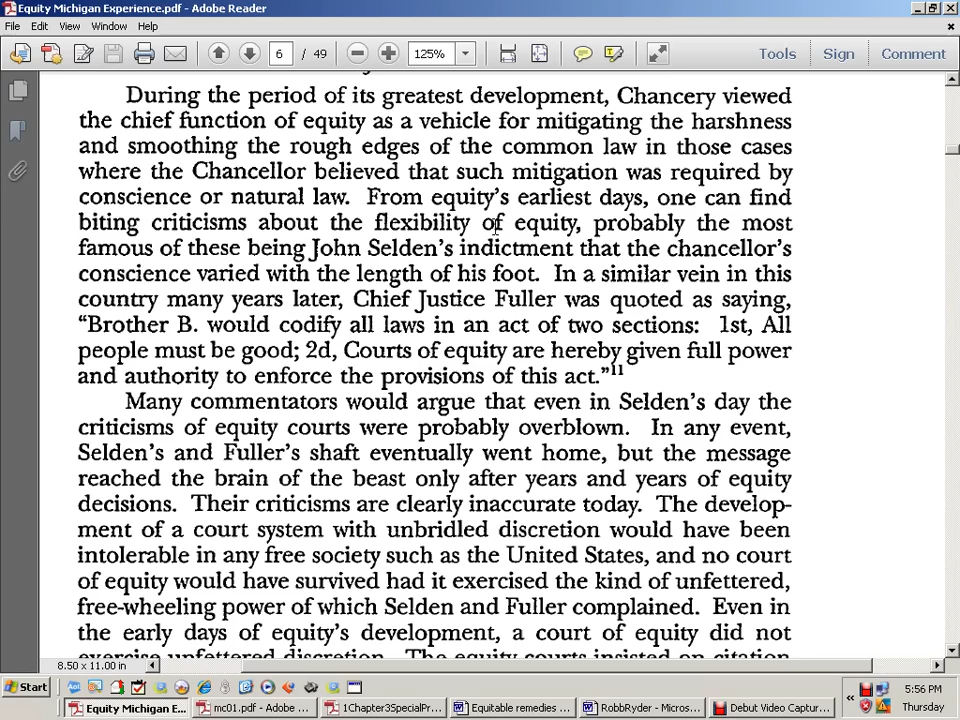 Equity Michigan Experience.pdf - Adobe Reader
File Edit View Window Help
6 / 49 125% Tools Sign Comment
During the period of its greatest development, Chancery viewed
the chief function of equity as a vehicle for mitigating the harshness
and smoothing the rough edges of the common law in those cases
where the Chancellor believed that such mitigation was required by
conscience or natural law. From equity's earliest days, one can find
biting criticisms about the flexibility of equity, probably the most
famous of these being John Selden's indictment that the chancellor's
conscience varied with the length of his foot. In a similar vein in this
country many years later, Chief Justice Fuller was quoted as saying,
“Brother B. would codify all laws in an act of two sections: 1st, All
people must be good; 2d, Courts of equity are hereby given full power
and authority to enforce the provisions of this act.”11
Many commentators would argue that even in Selden's day the
criticisms of equity courts were probably overblown. In any event,
Selden's and Fuller's shaft eventually went home, but the message
reached the brain of the beast only after years and years of equity
decisions. Their criticisms are clearly inaccurate today. The develop-
ment of a court system with unbridled discretion would have been
intolerable in any free society such as the United States, and no court
of equity would have survived had it exercised the kind of unfettered,
free-wheeling power of which Selden and Fuller complained. Even in
the early days of equity's development, a court of equity did not
exercise unfettered discretion. The equity courts insisted on citation
8.50 x 11.00 in
Start 5:56 PM
Equity Michigan E... mc01.pdf - Adobe ... 1Chapter3SpecialPr... Equitable remedies ... RobbRyder - Micros... Debut Video Captur... Thursday